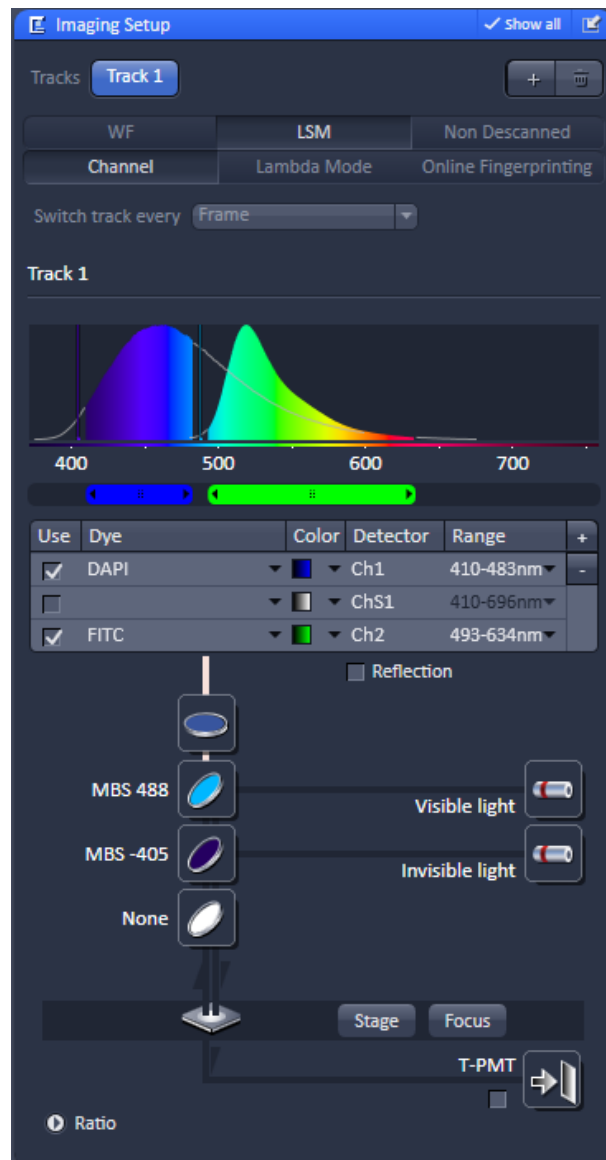 Imaging Setup Show all
Tracks Track 1 +
WF LSM Non Descanned
Channel Lambda Mode Online Fingerprinting
Switch track every Frame
Track 1
400 500 600 700
Use Dye Color Detector Range +
DAPI Ch1 410-483nm -
ChS1 410-696nm
FITC Ch2 493-634nm
Reflection
MBS 488
Visible light
MBS -405
Invisible light
None
Stage Focus
T-PMT
Ratio